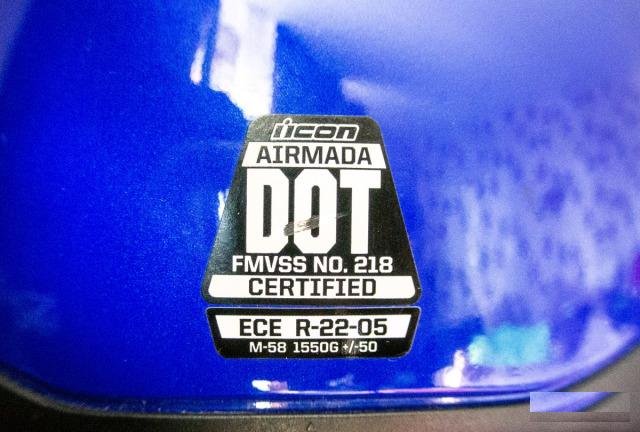 icon
AIRMADA
DOT
FMVSS NO. 218
CERTIFIED
ECE R-22-05
M-58 1550G +/-50